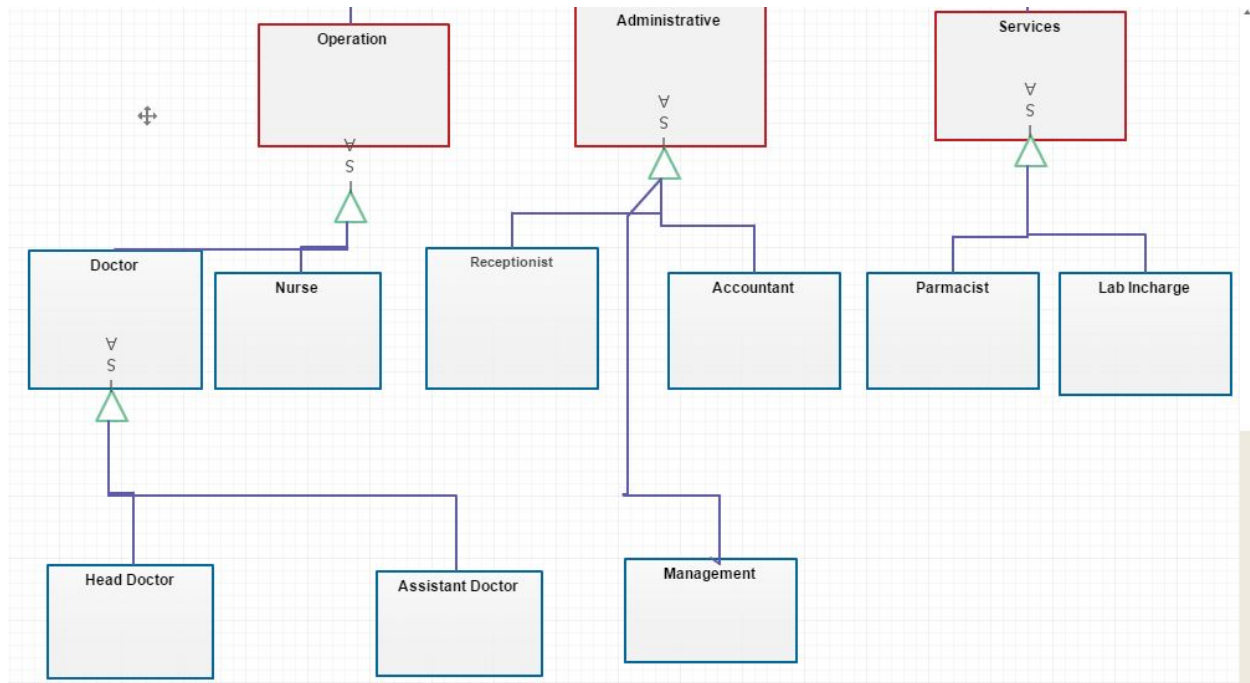 Operation
Administrative
Services
∀
S
I
∀
S
I
∀
S
I
Doctor
Nurse
Receptionist
Accountant
Parmacist
Lab Incharge
∀
S
I
Head Doctor
Assistant Doctor
Management